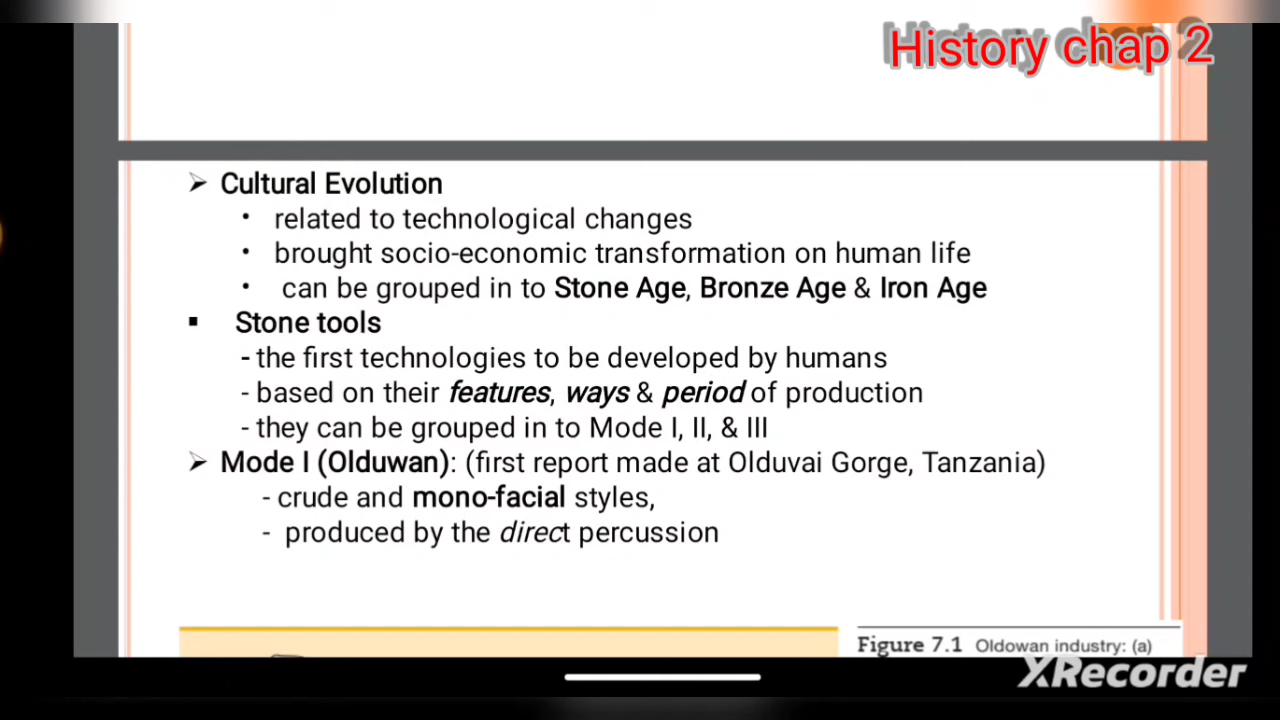 History chap 2
➢ Cultural Evolution
• related to technological changes
• brought socio-economic transformation on human life
• can be grouped in to Stone Age, Bronze Age & Iron Age
▪ Stone tools
- the first technologies to be developed by humans
- based on their features, ways & period of production
- they can be grouped in to Mode I, II, & III
➢ Mode I (Olduwan): (first report made at Olduvai Gorge, Tanzania)
- crude and mono-facial styles,
- produced by the direct percussion
Figure 7.1 Oldowan industry: (a)
XRecorder